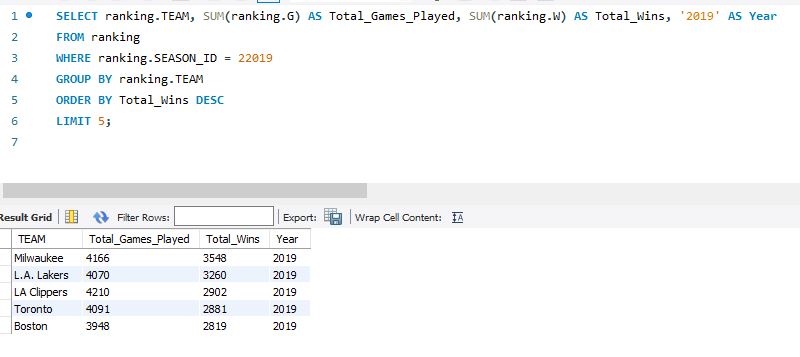 1 SELECT ranking.TEAM, SUM(ranking.G) AS Total_Games_Played, SUM(ranking.W) AS Total_Wins, '2019' AS Year
2 FROM ranking
3 WHERE ranking.SEASON_ID = 22019
4 GROUP BY ranking.TEAM
5 ORDER BY Total_Wins DESC
6 LIMIT 5;
7
Result Grid Filter Rows: Export: Wrap Cell Content: IA
TEAM Total_Games_Played Total_Wins Year
Milwaukee 4166 3548 2019
L.A. Lakers 4070 3260 2019
LA Clippers 4210 2902 2019
Toronto 4091 2881 2019
Boston 3948 2819 2019